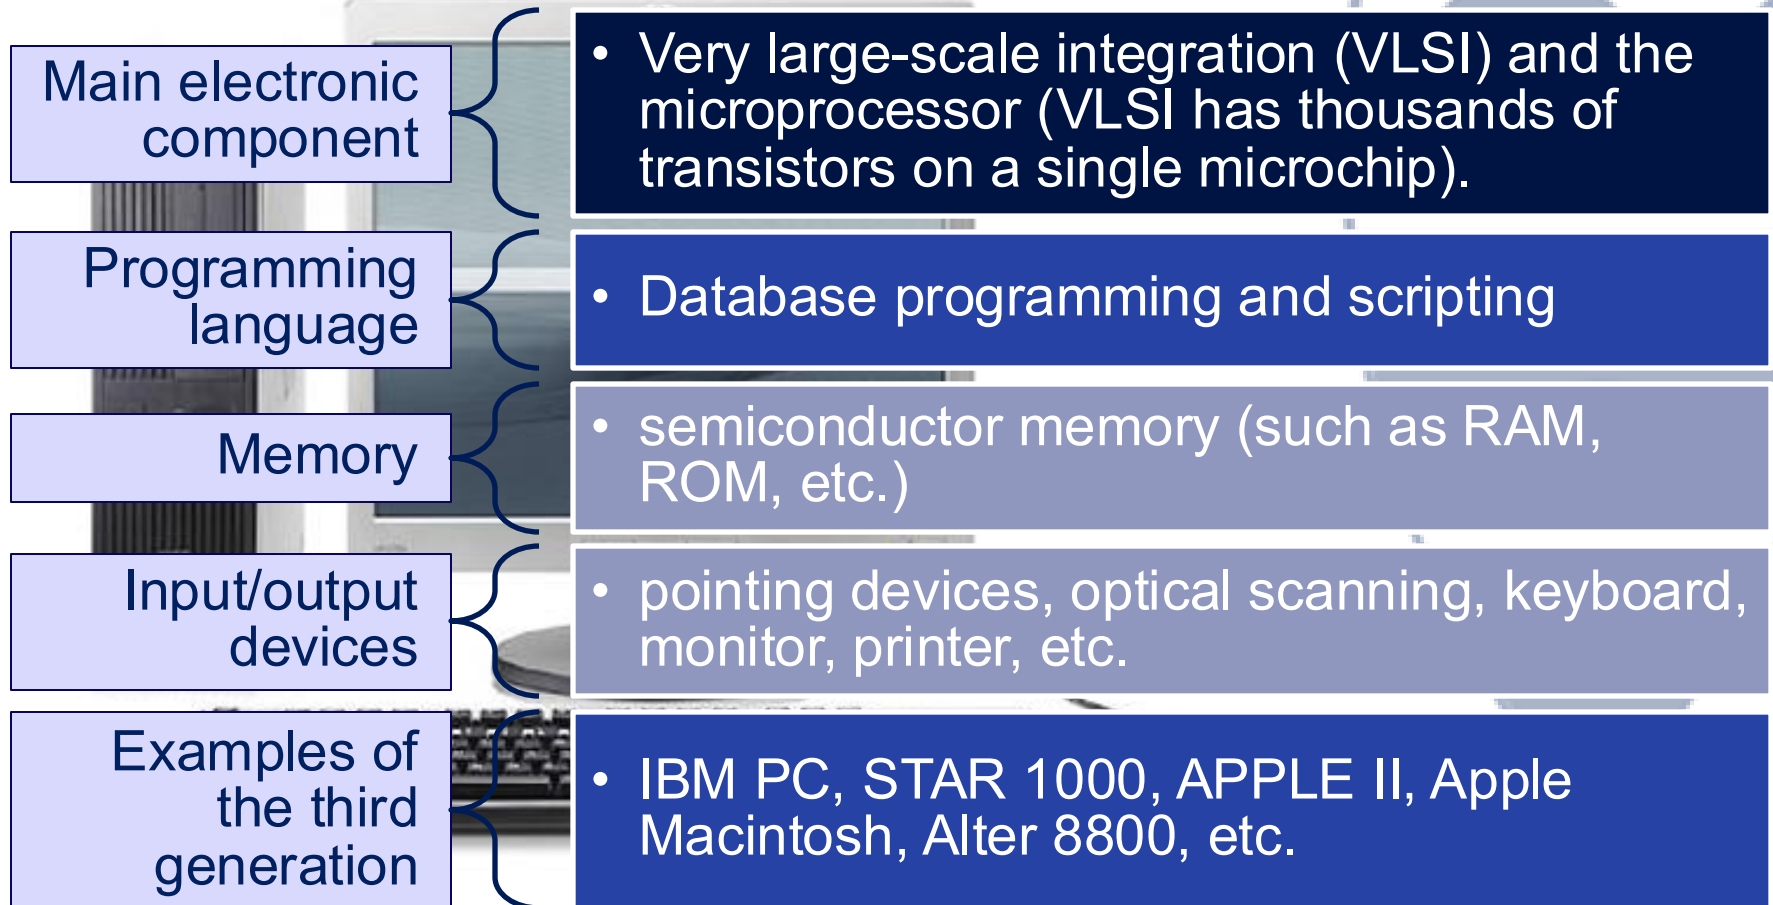 Main electronic
component
• Very large-scale integration (VLSI) and the
microprocessor (VLSI has thousands of
transistors on a single microchip).
Programming
language
• Database programming and scripting
Memory
• semiconductor memory (such as RAM,
ROM, etc.)
Input/output
devices
• pointing devices, optical scanning, keyboard,
monitor, printer, etc.
Examples of
the third
generation
• IBM PC, STAR 1000, APPLE II, Apple
Macintosh, Alter 8800, etc.